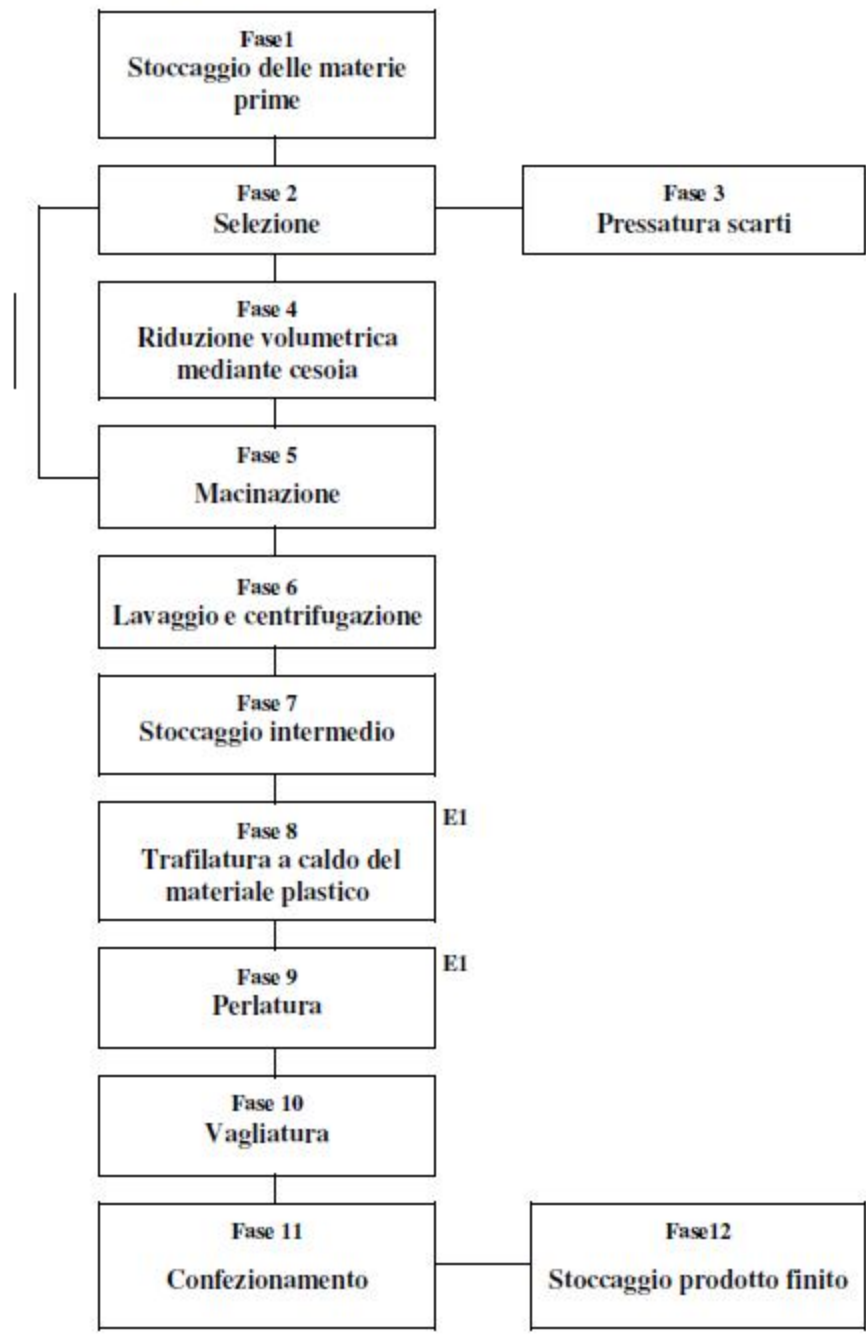 Fase1
Stoccaggio delle materie
prime
Fase 2
Selezione
Fase 3
Pressatura scarti
Fase 4
Riduzione volumetrica
mediante cesoia
Fase 5
Macinazione
Fase 6
Lavaggio e centrifugazione
Fase 7
Stoccaggio intermedio
E1
Fase 8
Trafilatura a caldo del
materiale plastico
E1
Fase 9
Perlatura
Fase 10
Vagliatura
Fase 11
Confezionamento
Fase12
Stoccaggio prodotto finito